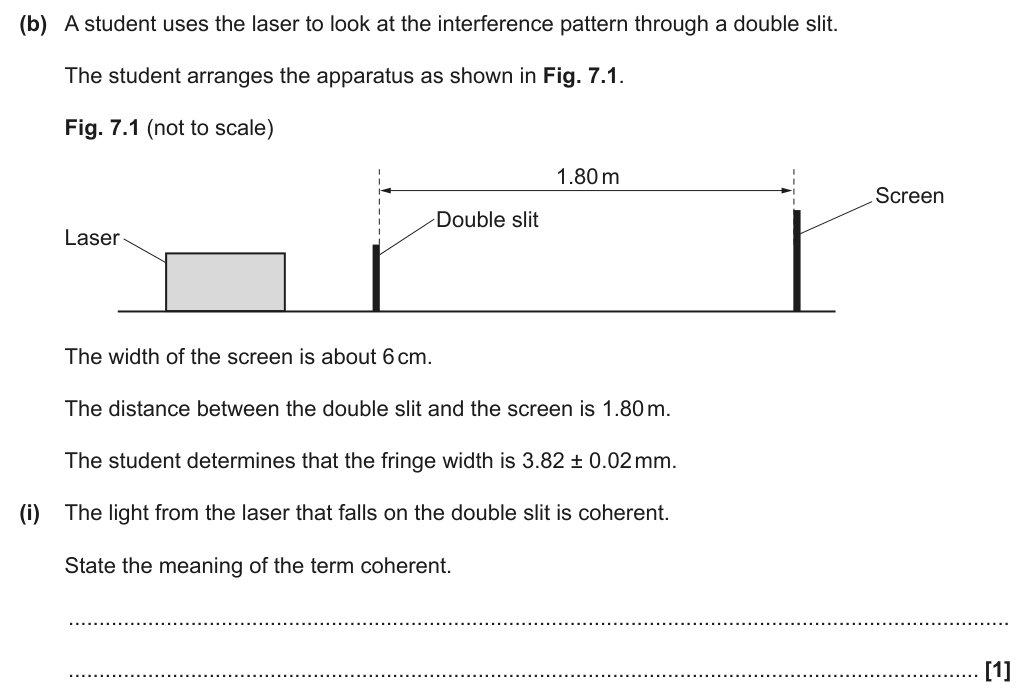 (b) A student uses the laser to look at the interference pattern through a double slit.
The student arranges the apparatus as shown in Fig. 7.1.
Fig. 7.1 (not to scale)
1.80 m
Screen
Double slit
Laser
The width of the screen is about 6 cm.
The distance between the double slit and the screen is 1.80 m.
The student determines that the fringe width is 3.82 ± 0.02 mm.
(i) The light from the laser that falls on the double slit is coherent.
State the meaning of the term coherent.
[1]